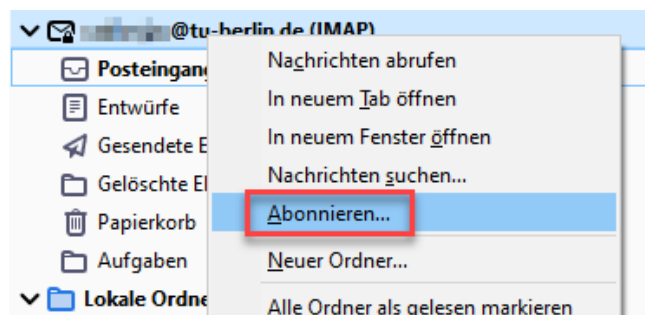 @tu-berlin.de (IMAP)
Posteingang
Entwürfe
Gesendete E
Gelöschte El
Papierkorb
Aufgaben
Lokale Ordne
Nachrichten abrufen
In neuem Tab öffnen
In neuem Fenster öffnen
Nachrichten suchen...
Abonnieren...
Neuer Ordner...
Alle Ordner als gelesen markieren